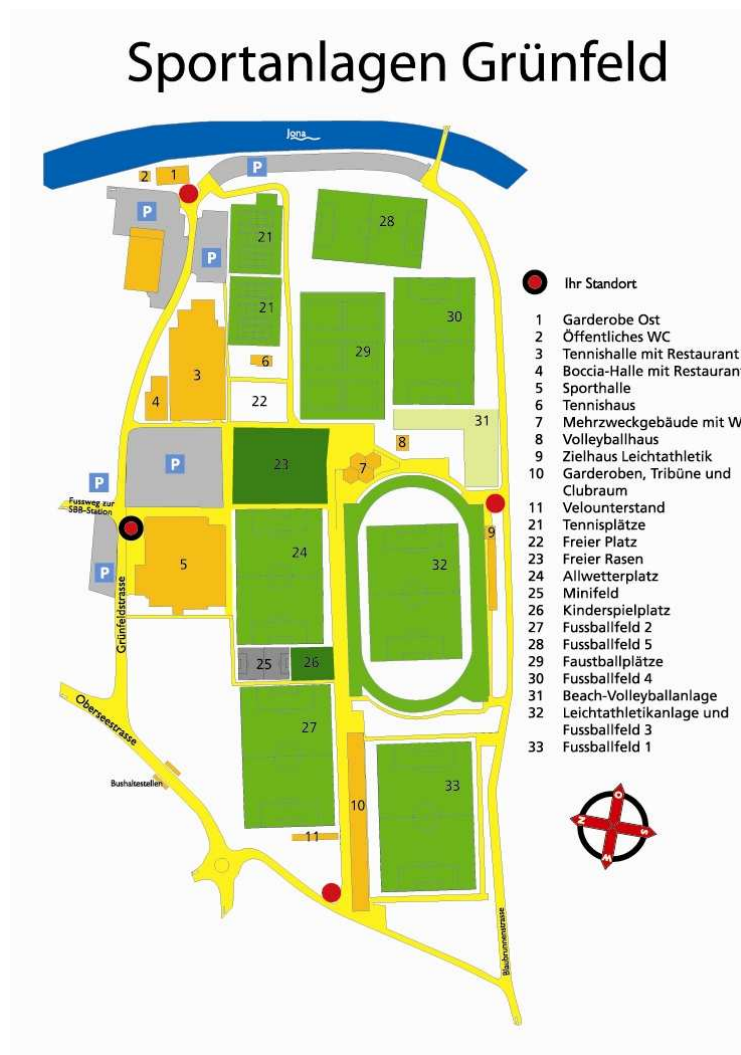 Sportanlagen Grünfeld
Jona
P
2
1
P
P
21
28
21
30
29
6
3
4
22
31
8
23
7
P
P
Fussweg zur
SBB-Station
24
9
5
32
P
Grünfeldstrasse
25
26
Oberseestrasse
27
33
Bushaltestellen
10
11
Blaubrunnenstrasse
Ihr Standort
1 Garderobe Ost
2 Öffentliches WC
3 Tennishalle mit Restaurant
4 Boccia-Halle mit Restauran
5 Sporthalle
6 Tennishaus
7 Mehrzweckgebäude mit W
8 Volleyballhaus
9 Zielhaus Leichtathletik
10 Garderoben, Tribüne und
Clubraum
11 Velounterstand
21 Tennisplätze
22 Freier Platz
23 Freier Rasen
24 Allwetterplatz
25 Minifeld
26 Kinderspielplatz
27 Fussballfeld 2
28 Fussballfeld 5
29 Faustballplätze
30 Fussballfeld 4
31 Beach-Volleyballanlage
32 Leichtathletikanlage und
Fussballfeld 3
33 Fussballfeld 1
O
N
S
W